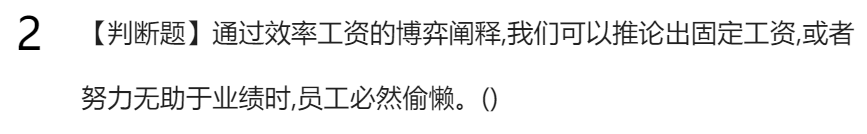 2 【判断题】通过效率工资的博弈阐释,我们可以推论出固定工资,或者
努力无助于业绩时,员工必然偷懒。()